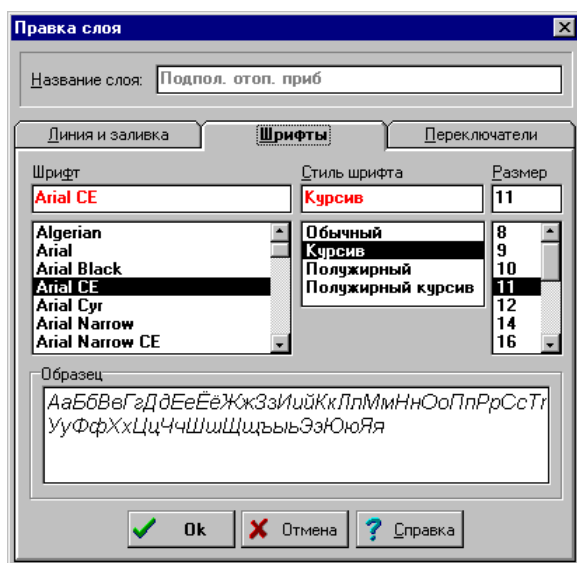 Правка слоя
Название слоя: Подпол. отоп. приб
Линия и заливка Шрифты Переключатели
Шрифт Стиль шрифта Размер
Arial CE Курсив 11
Algerian Обычный 8
Arial Курсив 9
Arial Black Полужирный 10
Arial CE Полужирный курсив 11
Arial Cyr 12
Arial Narrow 14
Arial Narrow CE 16
Образец
АаБбВвГгДдЕеЁёЖжЗзИийКкЛлМмНнОоПпРрСсТт
УуФфХхЦцЧчШшЩщъыьЭэЮюЯя
Ok Отмена Справка